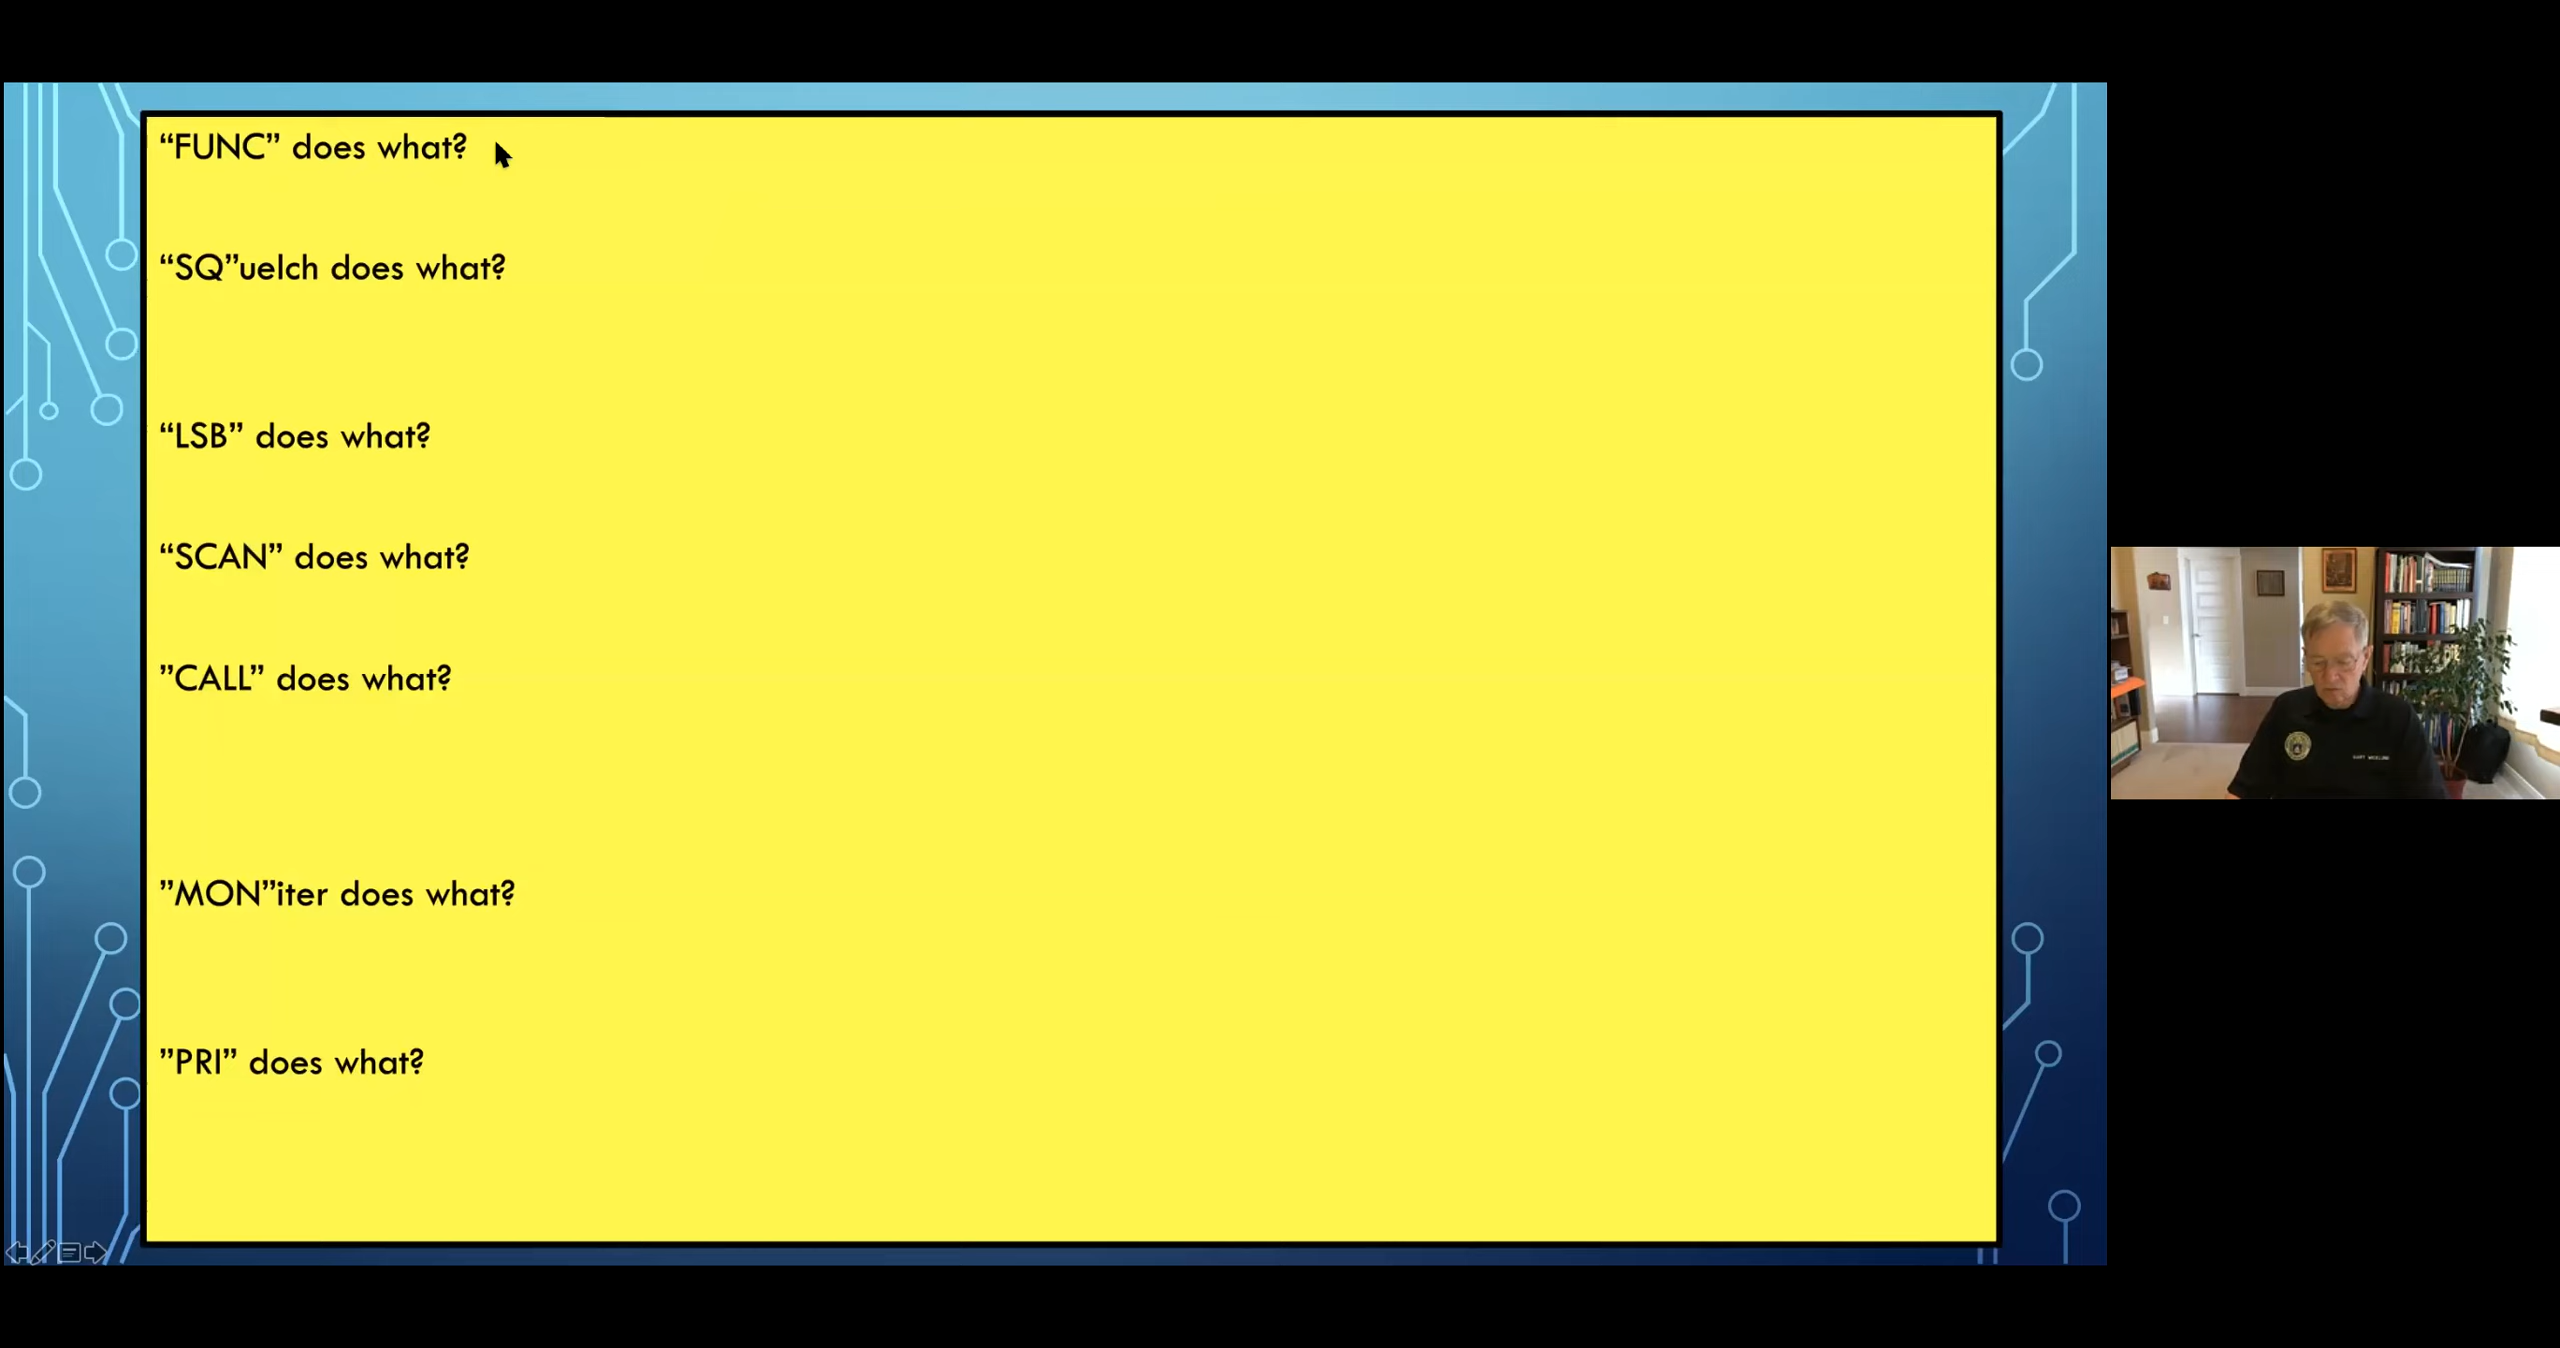 “FUNC” does what?
“SQ”uelch does what?
“LSB” does what?
“SCAN” does what?
”CALL” does what?
”MON”iter does what?
”PRI” does what?